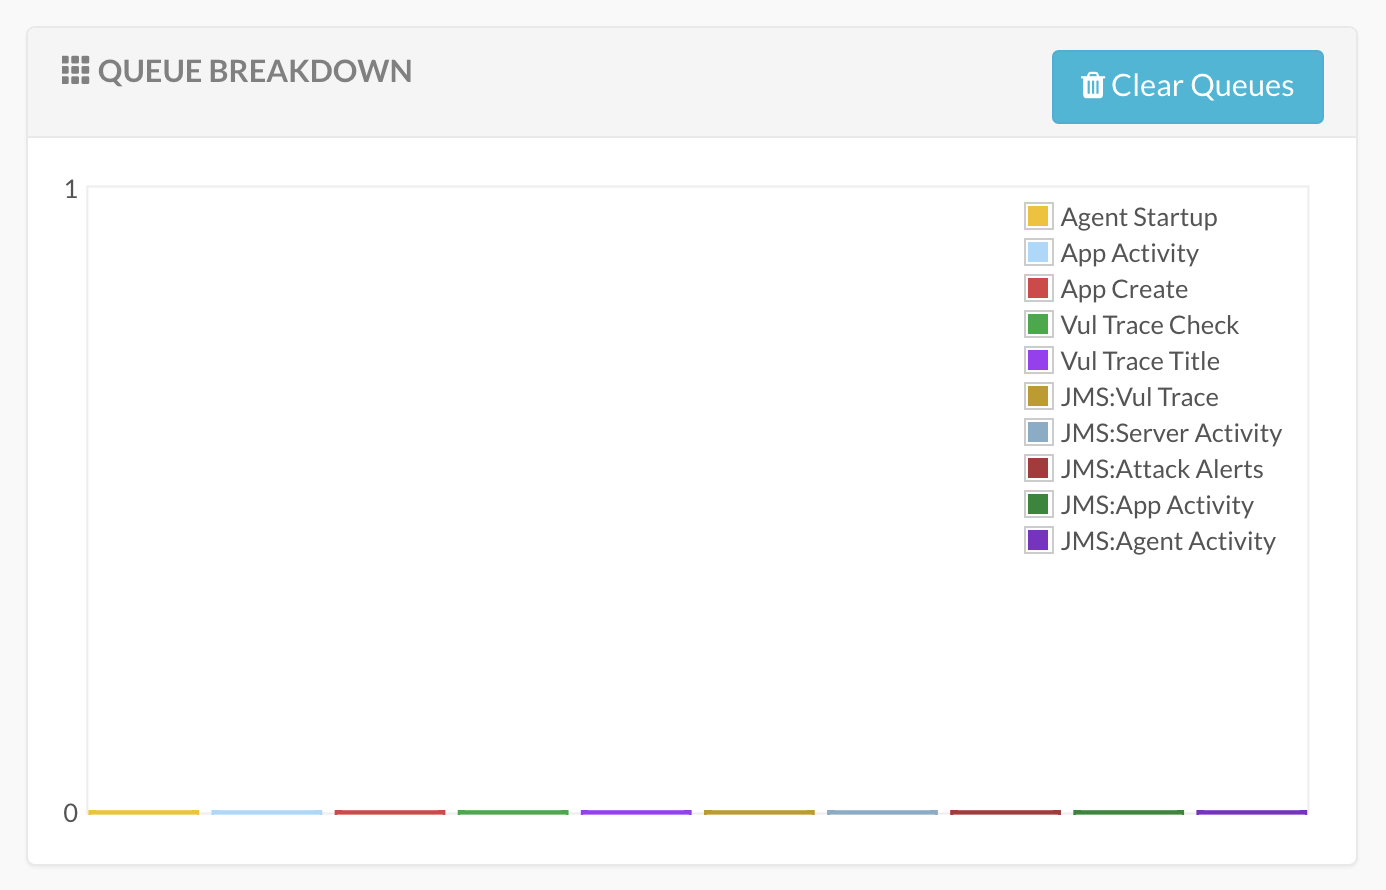 QUEUE BREAKDOWN
Clear Queues
1
Agent Startup
App Activity
App Create
Vul Trace Check
Vul Trace Title
JMS:Vul Trace
JMS:Server Activity
JMS:Attack Alerts
JMS:App Activity
JMS:Agent Activity
0